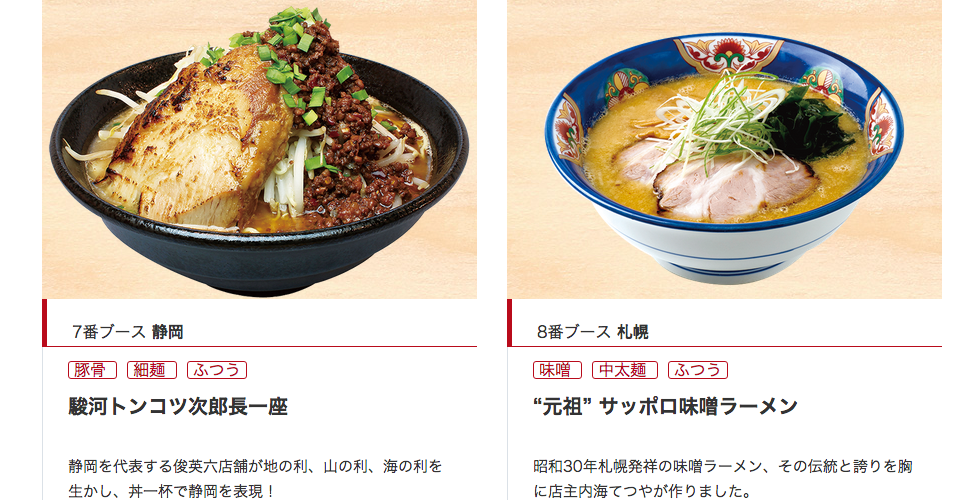 7番ブース 静岡
豚骨 細麺 ふつう
駿河トンコツ次郎長一座
静岡を代表する俊英六店舗が地の利、山の利、海の利を
生かし、丼一杯で静岡を表現！
8番ブース 札幌
味噌 中太麺 ふつう
“元祖” サッポロ味噌ラーメン
昭和30年札幌発祥の味噌ラーメン、その伝統と誇りを胸
に店主内海てつやが作りました。